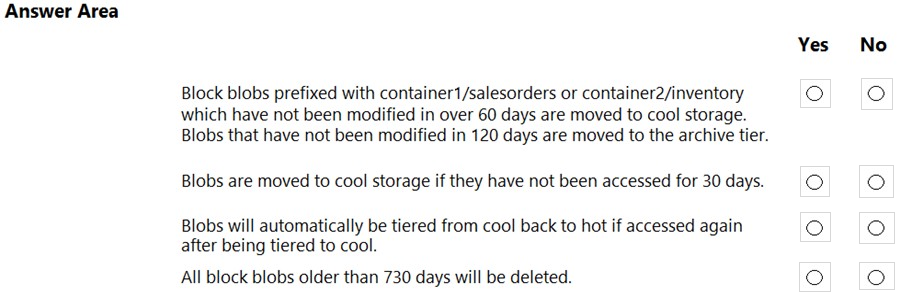 Answer Area
Yes No
Block blobs prefixed with container1/salesorders or container2/inventory
which have not been modified in over 60 days are moved to cool storage.
Blobs that have not been modified in 120 days are moved to the archive tier.
Blobs are moved to cool storage if they have not been accessed for 30 days.
Blobs will automatically be tiered from cool back to hot if accessed again
after being tiered to cool.
All block blobs older than 730 days will be deleted.